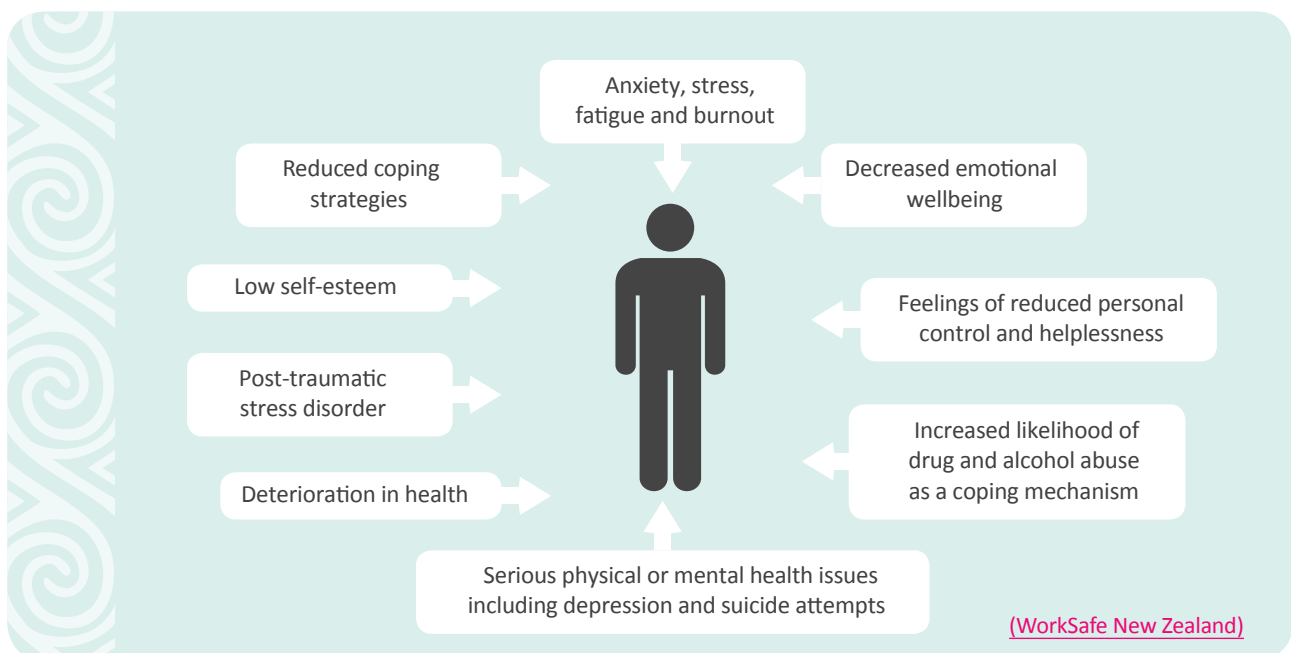 Anxiety, stress,
fatigue and burnout
Reduced coping
strategies
Decreased emotional
wellbeing
Low self-esteem
Feelings of reduced personal
control and helplessness
Post-traumatic
stress disorder
Increased likelihood of
drug and alcohol abuse
as a coping mechanism
Deterioration in health
Serious physical or mental health issues
including depression and suicide attempts
(WorkSafe New Zealand)